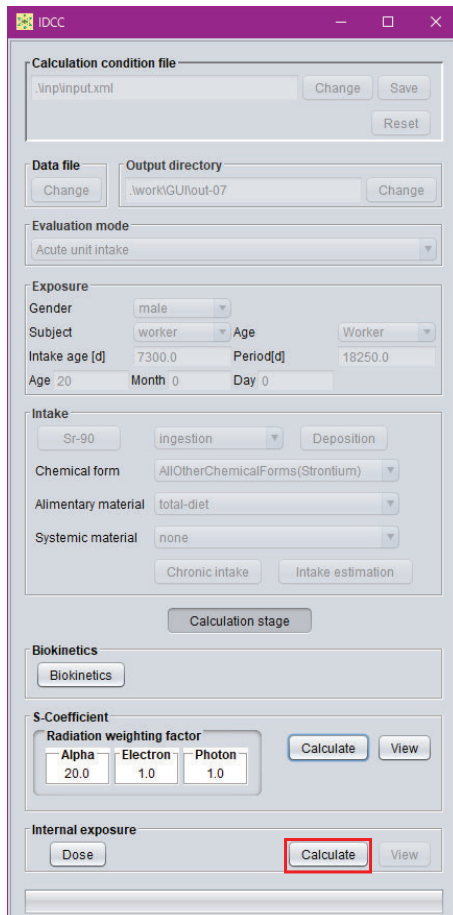 IDCC
Calculation condition file
.\inp\input.xml Change Save
Reset
Data file Output directory
Change .\work\GUI\out-07 Change
Evaluation mode
Acute unit intake
Exposure
Gender male
Subject worker Age Worker
Intake age [d] 7300.0 Period[d] 18250.0
Age 20 Month 0 Day 0
Intake
Sr-90 ingestion Deposition
Chemical form AllOtherChemicalForms(Strontium)
Alimentary material total-diet
Systemic material none
Chronic intake Intake estimation
Calculation stage
Biokinetics
Biokinetics
S-Coefficient
Radiation weighting factor
Alpha Electron Photon Calculate View
20.0 1.0 1.0
Internal exposure
Dose Calculate View